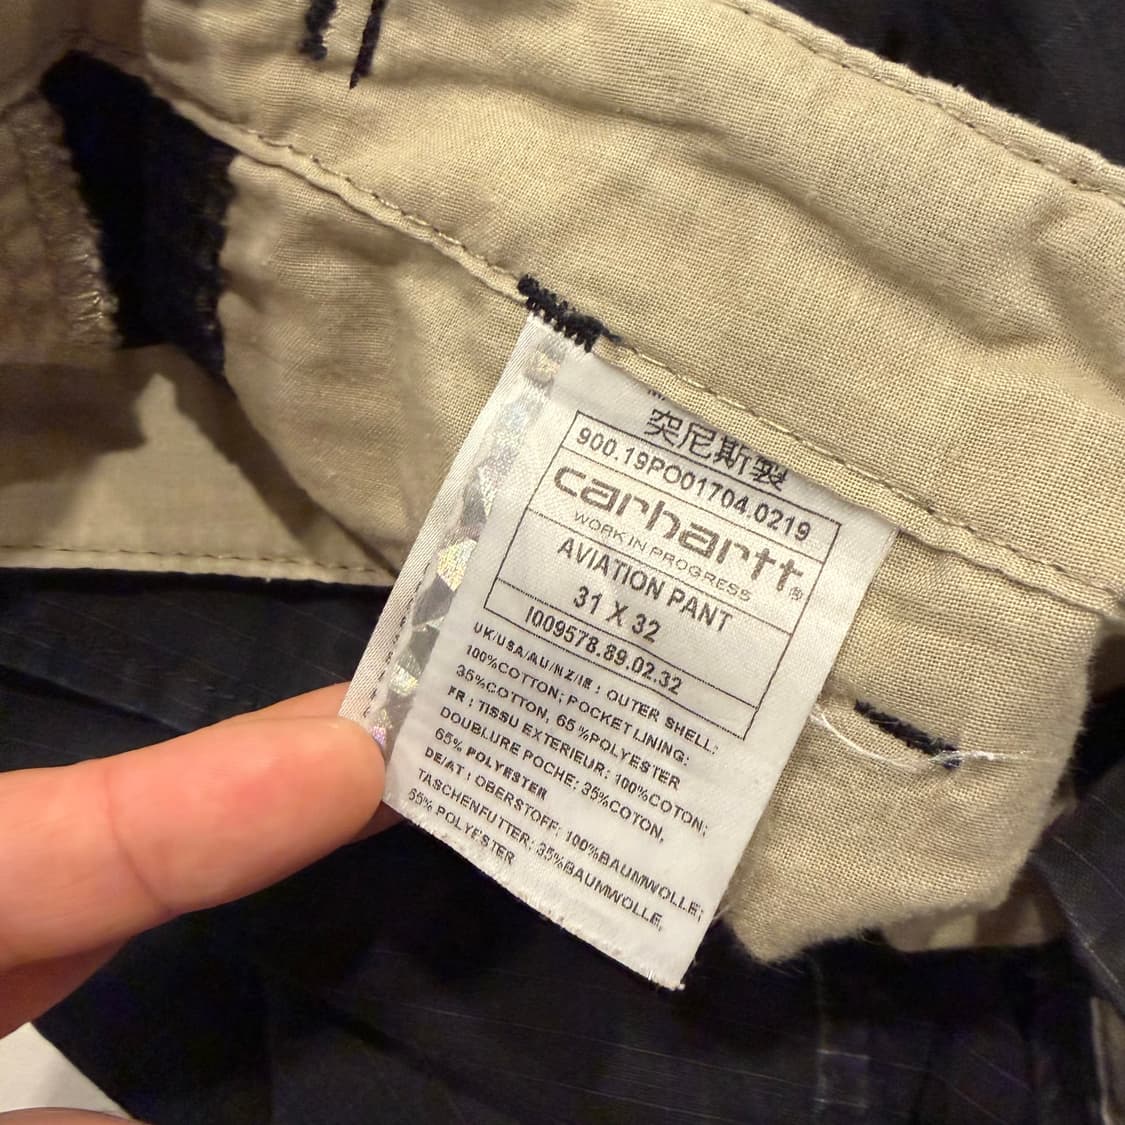 突尼斯製
900.19PO01704.0219
carhartt®
WORK IN PROGRESS
AVIATION PANT
31 X 32
I009578.89.02.32
UK/USA/AU/NZ/IE : OUTER SHELL:
100%COTTON; POCKET LINING:
35%COTTON, 65%POLYESTER
FR : TISSU EXTERIEUR: 100%COTON;
DOUBLURE POCHE: 35%COTON,
65% POLYESTER
DE/AT : OBERSTOFF: 100%BAUMWOLLE;
TASCHENFUTTER: 35%BAUMWOLLE,
65% POLYESTER